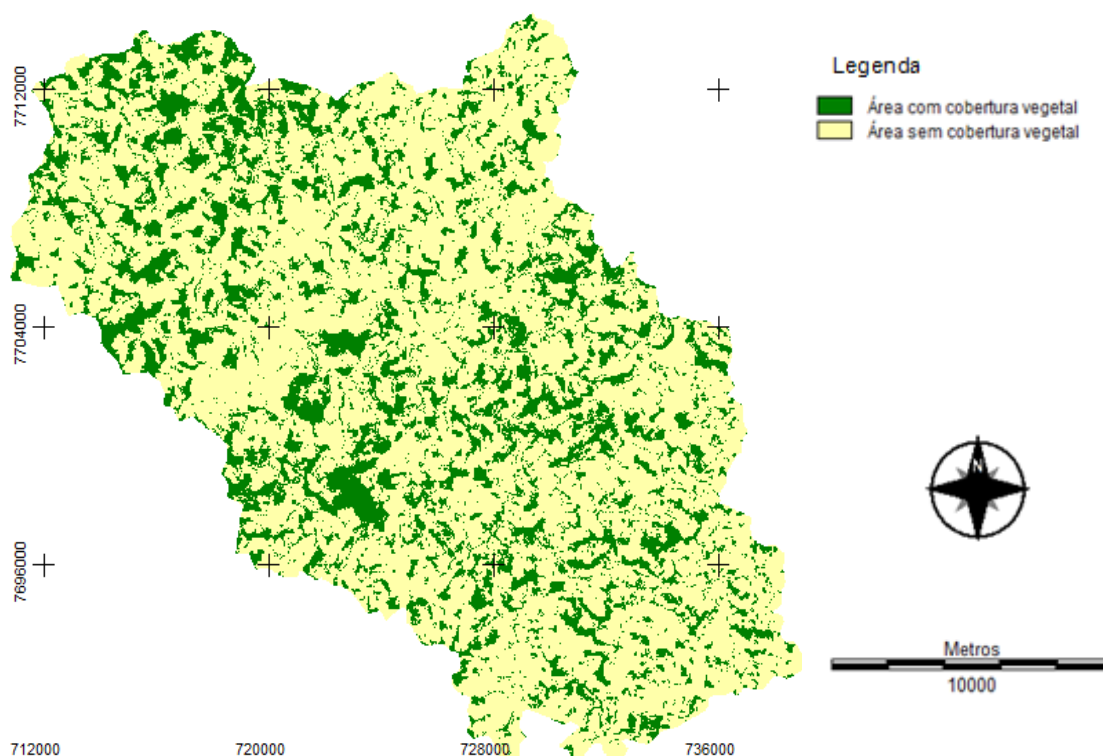 Legenda
Área com cobertura vegetal
Área sem cobertura vegetal
7712000
7704000
7696000
N
Metros
10000
712000
720000
728000
736000